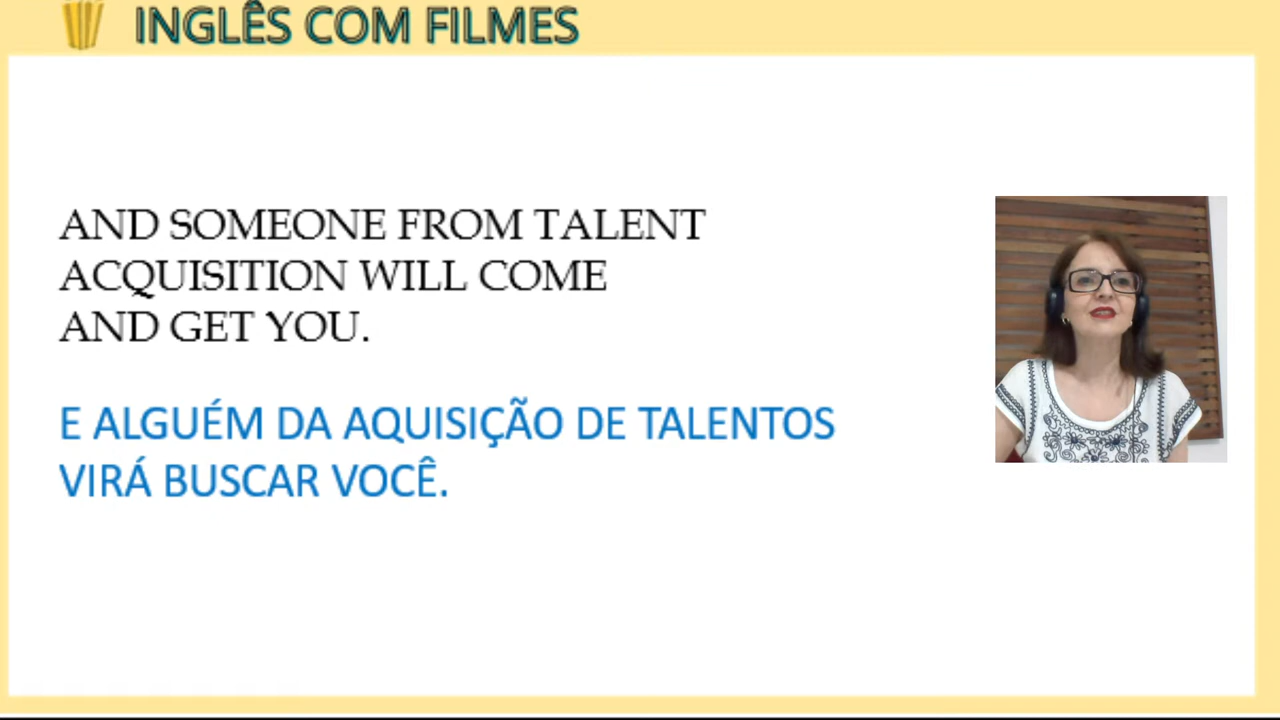 INGLÊS COM FILMES
AND SOMEONE FROM TALENT
ACQUISITION WILL COME
AND GET YOU.
E ALGUÉM DA AQUISIÇÃO DE TALENTOS
VIRÁ BUSCAR VOCÊ.